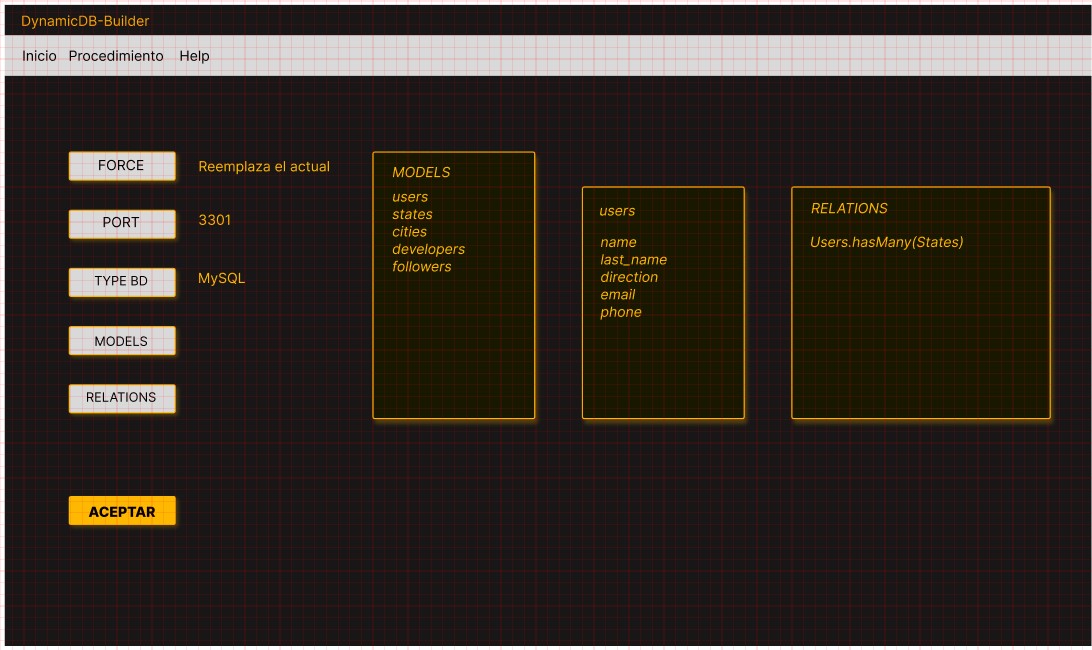 DynamicDB-Builder
Inicio Procedimiento Help
FORCE Reemplaza el actual
PORT 3301
TYPE BD MySQL
MODELS
RELATIONS
ACEPTAR
MODELS
users
states
cities
developers
followers
users
name
last_name
direction
email
phone
RELATIONS
Users.hasMany(States)